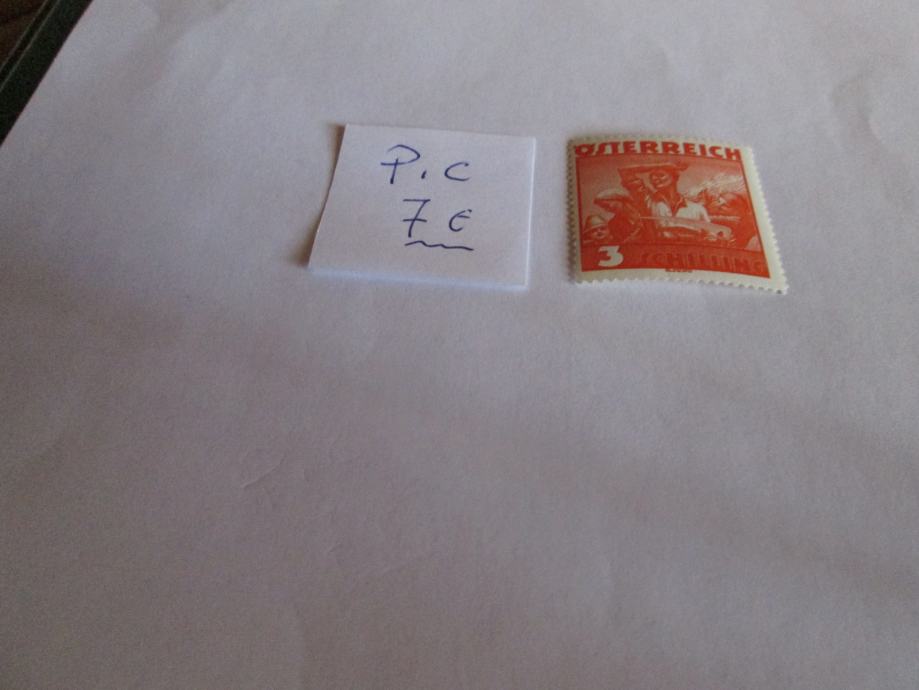 P.C
7 €
ÖSTERREICH
3 SCHILLING